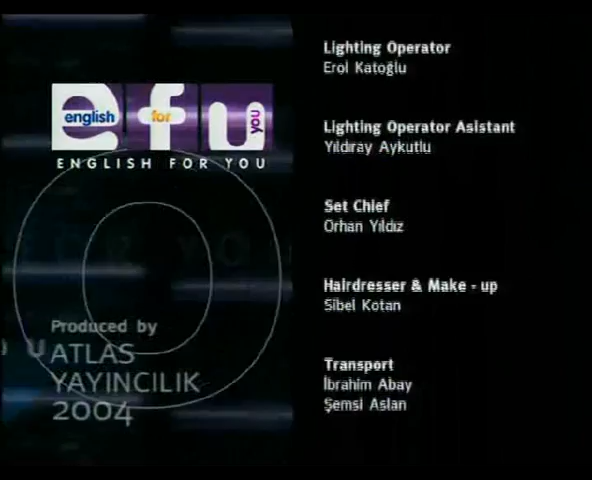 efu
english for you
ENGLISH FOR YOU
Produced by
ATLAS
YAYINCILIK
2004
Lighting Operator
Erol Katoğlu
Lighting Operator Asistant
Yıldıray Aykutlu
Set Chief
Orhan Yıldız
Hairdresser & Make - up
Sibel Kotan
Transport
İbrahim Abay
Şemsi Aslan